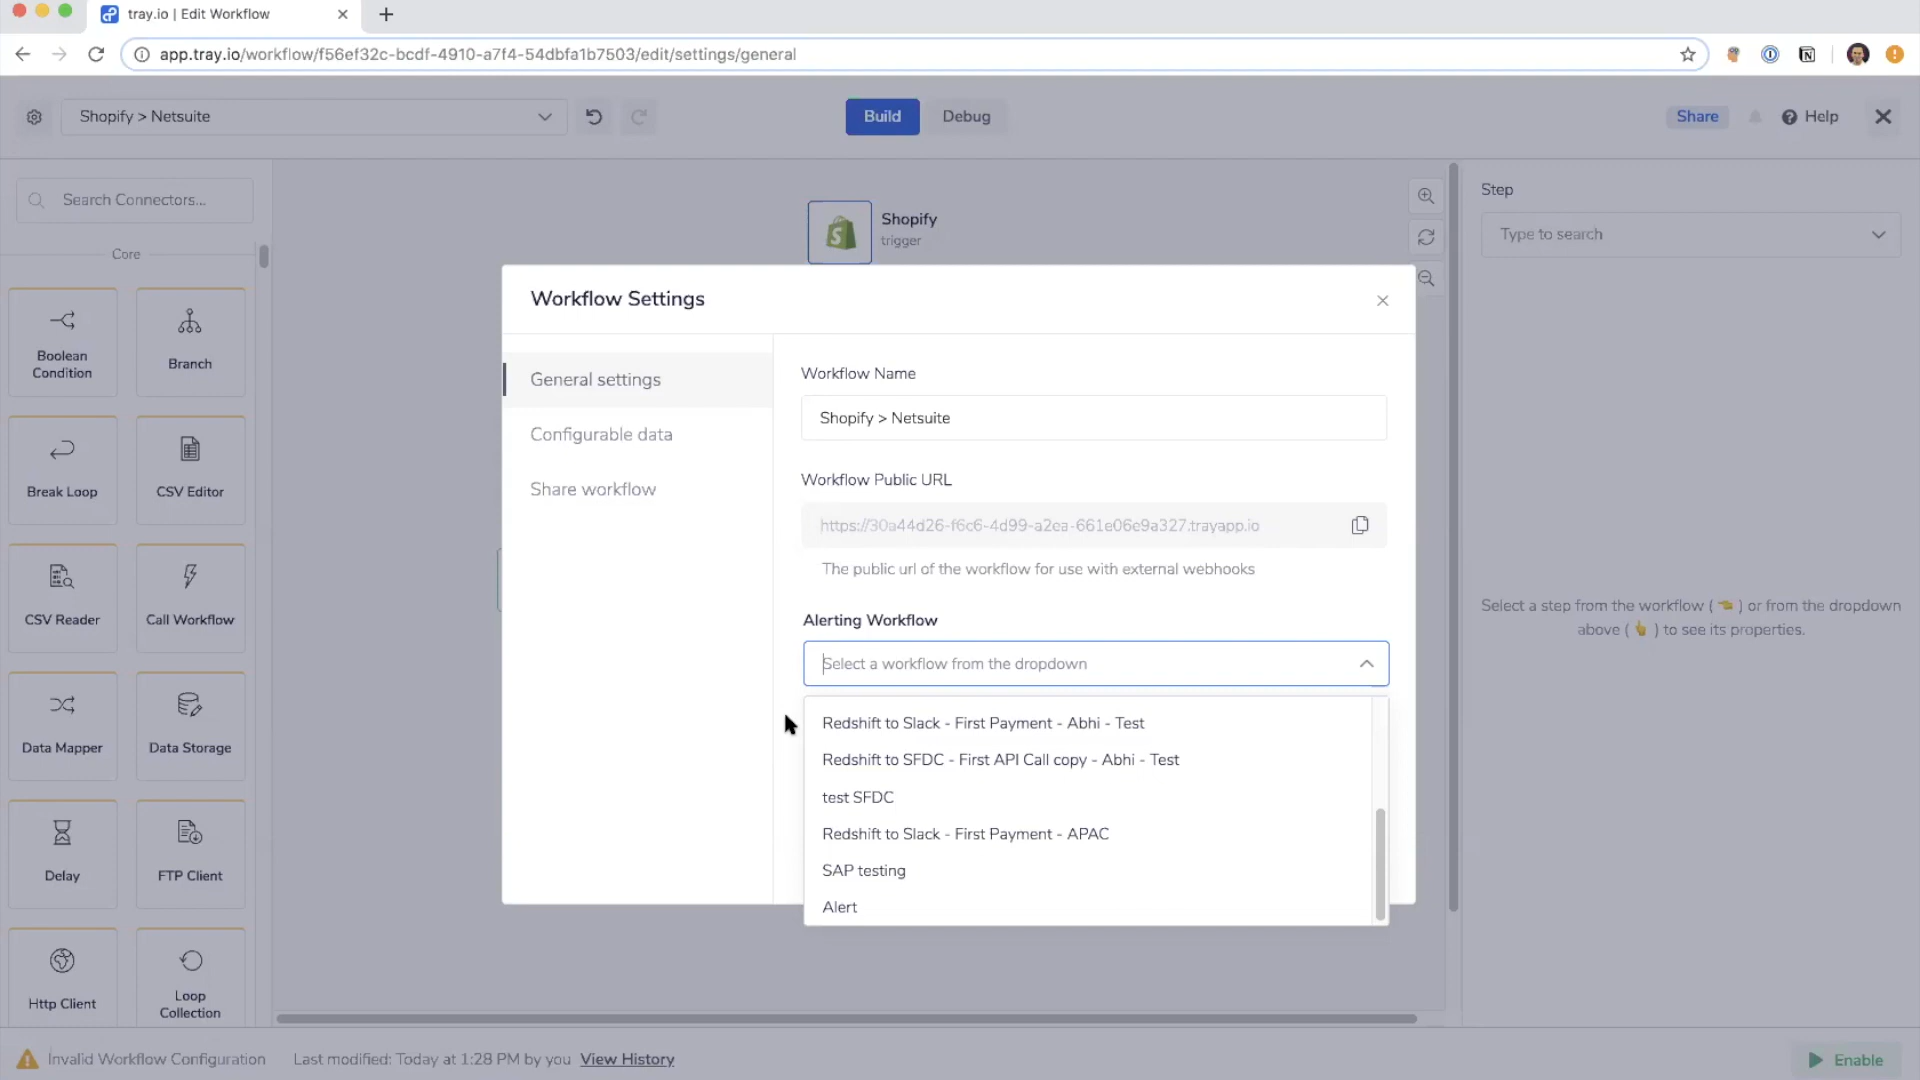 tray.io | Edit Workflow
app.tray.io/workflow/f56ef32c-bcdf-4910-a7f4-54dbfa1b7503/edit/settings/general
Shopify > Netsuite
Build
Debug
Share
Help
Search Connectors...
Core
Boolean
Condition
Branch
Break Loop
CSV Editor
CSV Reader
Call Workflow
Data Mapper
Data Storage
Delay
FTP Client
Http Client
Loop
Collection
Shopify
trigger
Step
Type to search
Select a step from the workflow ( 👈 ) or from the dropdown
above ( 👆 ) to see its properties.
Workflow Settings
General settings
Configurable data
Share workflow
Workflow Name
Shopify > Netsuite
Workflow Public URL
https://30a44d26-f6c6-4d99-a2ea-661e06e9a327.trayapp.io
The public url of the workflow for use with external webhooks
Alerting Workflow
Select a workflow from the dropdown
Redshift to Slack - First Payment - Abhi - Test
Redshift to SFDC - First API Call copy - Abhi - Test
test SFDC
Redshift to Slack - First Payment - APAC
SAP testing
Alert
Invalid Workflow Configuration
Last modified: Today at 1:28 PM by you View History
Enable